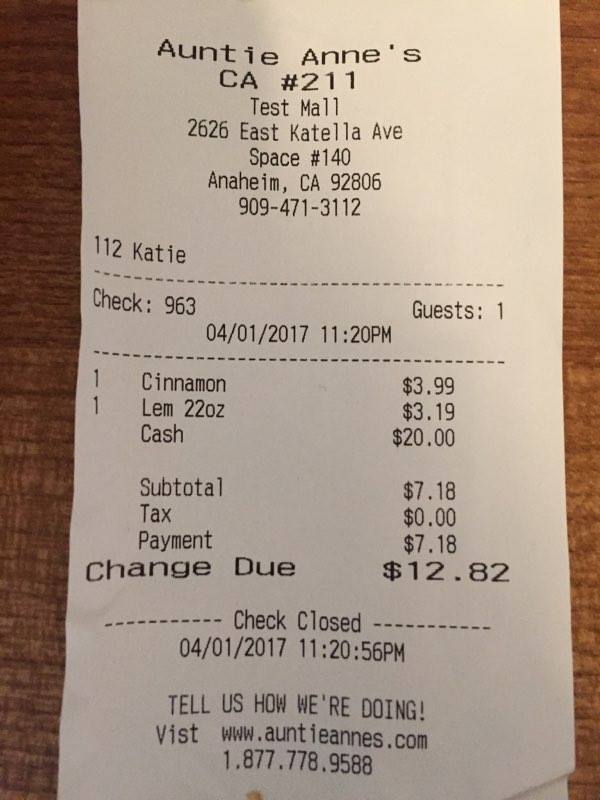 Auntie Anne's
CA #211
Test Mall
2626 East Katella Ave
Space #140
Anaheim, CA 92806
909-471-3112
112 Katie
Check: 963 Guests: 1
04/01/2017 11:20PM
1 Cinnamon $3.99
1 Lem 22oz $3.19
Cash $20.00
Subtotal $7.18
Tax $0.00
Payment $7.18
Change Due $12.82
----------- Check Closed -----------
04/01/2017 11:20:56PM
TELL US HOW WE'RE DOING!
Vist www.auntieannes.com
1.877.778.9588